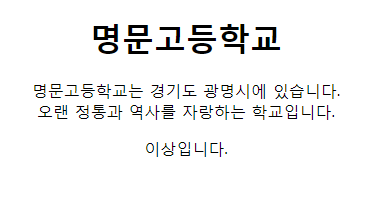 명문고등학교
명문고등학교는 경기도 광명시에 있습니다.
오랜 정통과 역사를 자랑하는 학교입니다.
이상입니다.